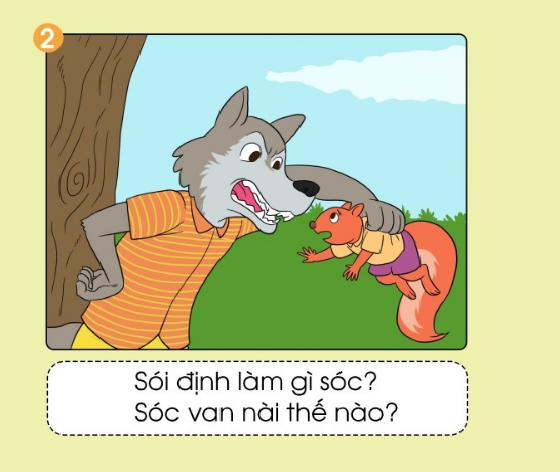 2
Sói định làm gì sóc?
Sóc van nài thế nào?